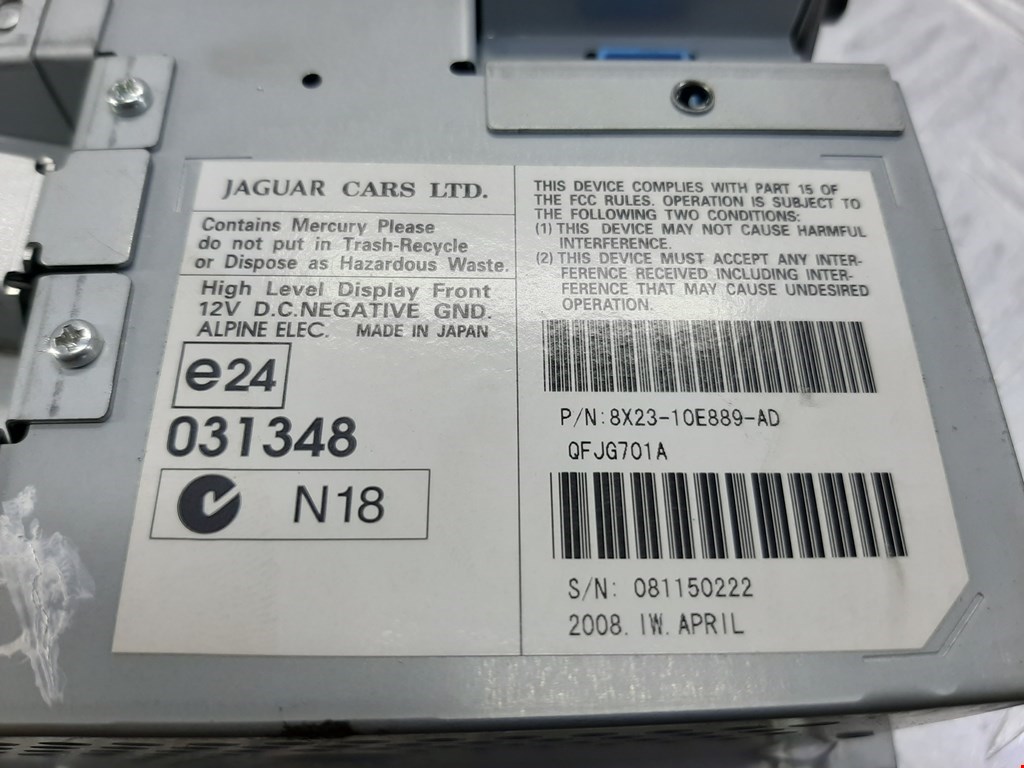 JAGUAR CARS LTD.
Contains Mercury Please
do not put in Trash-Recycle
or Dispose as Hazardous Waste.
High Level Display Front
12V D.C.NEGATIVE GND.
ALPINE ELEC. MADE IN JAPAN
e24
031348
N18
THIS DEVICE COMPLIES WITH PART 15 OF
THE FCC RULES. OPERATION IS SUBJECT TO
THE FOLLOWING TWO CONDITIONS:
(1) THIS DEVICE MAY NOT CAUSE HARMFUL
INTERFERENCE.
(2) THIS DEVICE MUST ACCEPT ANY INTER-
FERENCE RECEIVED INCLUDING INTER-
FERENCE THAT MAY CAUSE UNDESIRED
OPERATION.
P/N:8X23-10E889-AD
QFJG701A
S/N: 081150222
2008. IW. APRIL